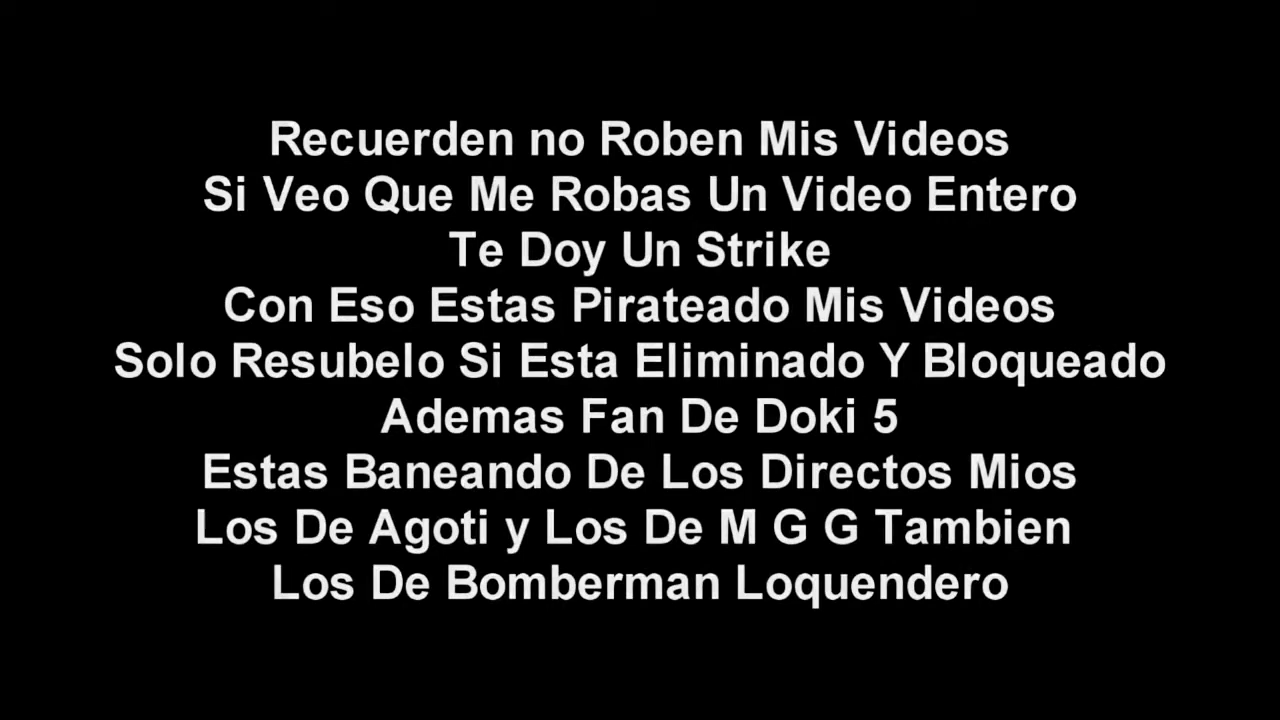 Recuerden no Roben Mis Videos
Si Veo Que Me Robas Un Video Entero
Te Doy Un Strike
Con Eso Estas Pirateado Mis Videos
Solo Resubelo Si Esta Eliminado Y Bloqueado
Ademas Fan De Doki 5
Estas Baneando De Los Directos Mios
Los De Agoti y Los De M G G Tambien
Los De Bomberman Loquendero